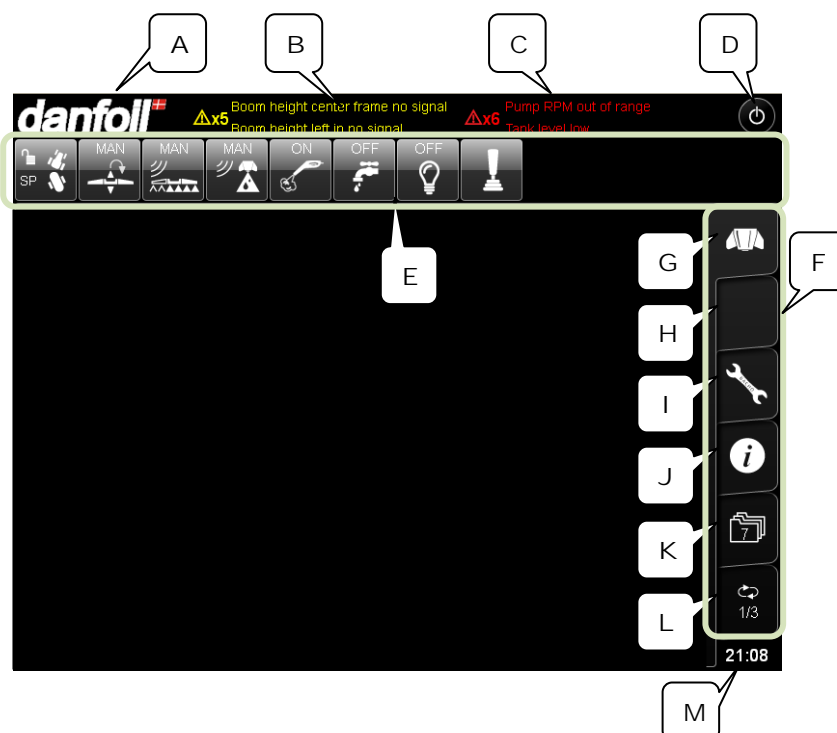 A
B
C
D
danfoil
x5
Boom height center frame no signal
Boom height left in no signal
x6
Pump RPM out of range
Tank level low
SP
MAN
MAN
MAN
ON
OFF
OFF
E
F
G
H
I
i
J
7
K
1/3
L
21:08
M